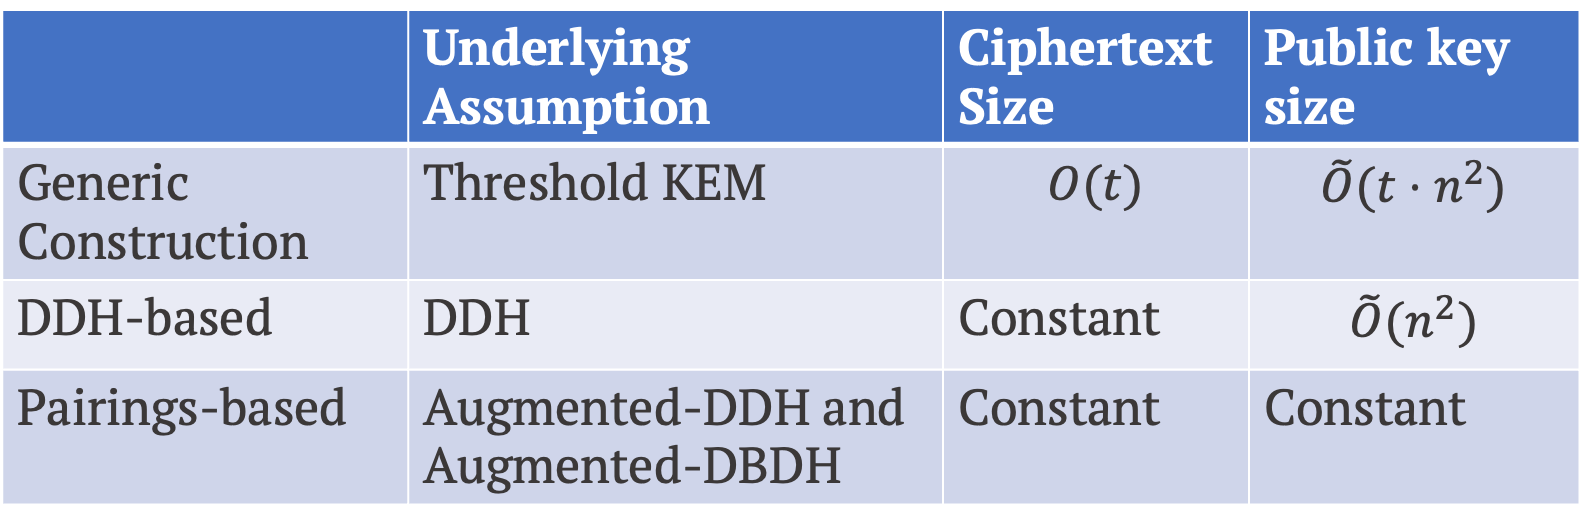 Underlying Assumption
Ciphertext Size
Public key size
Generic Construction
Threshold KEM
O(t)
Õ(t · n²)
DDH-based
DDH
Constant
Õ(n²)
Pairings-based
Augmented-DDH and Augmented-DBDH
Constant
Constant